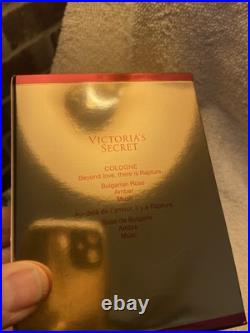 VICTORIA'S
SECRET
COLOGNE
Beyond love, there is Rapture.
Bulgarian Rose
Amber
Musk
Au-delà de l'amour, il y a Rapture.
Rose de Bulgarie
Ambre
Musc